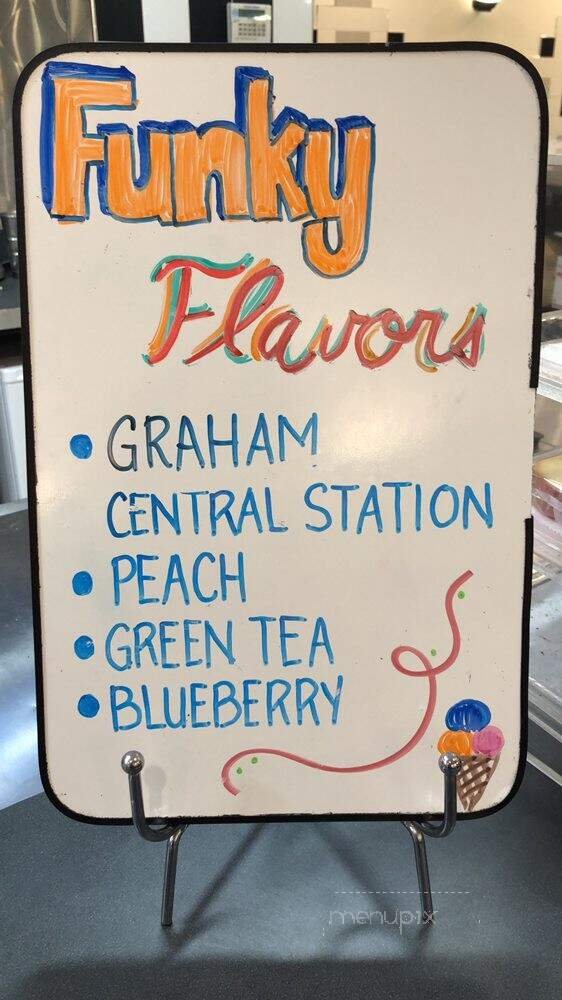 Funky
Flavors
• GRAHAM
CENTRAL STATION
• PEACH
• GREEN TEA
• BLUEBERRY
menupix